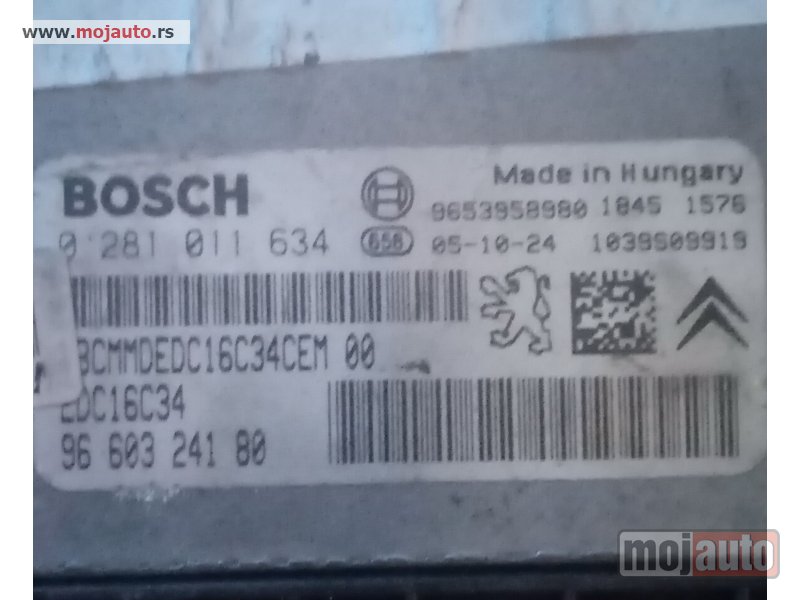 www.mojauto.rs
BOSCH
Made in Hungary
9653958980 1845 1576
0 281 011 634
658 05-10-24 1039S09919
BCMMDEDC16C34CEM 00
EDC16C34
96 603 241 80
mojauto